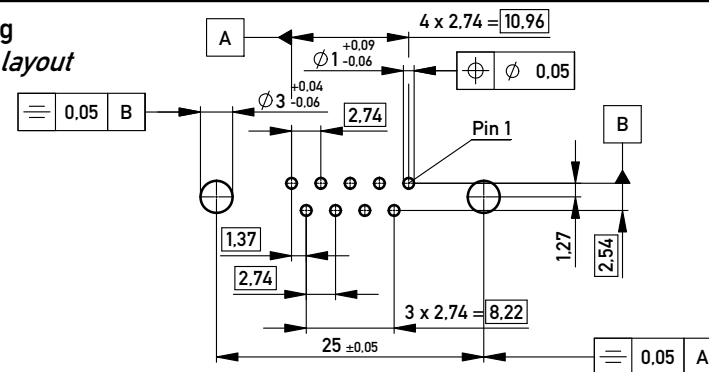 g
layout
A
4 x 2,74 = 10,96
∅1 +0,09 -0,06
⌖ ∅ 0,05
⌯ 0,05 B
∅3 +0,04 -0,06
2,74
Pin 1
B
1,37
1,27
2,54
2,74
3 x 2,74 = 8,22
25 ±0,05
⌯ 0,05 A